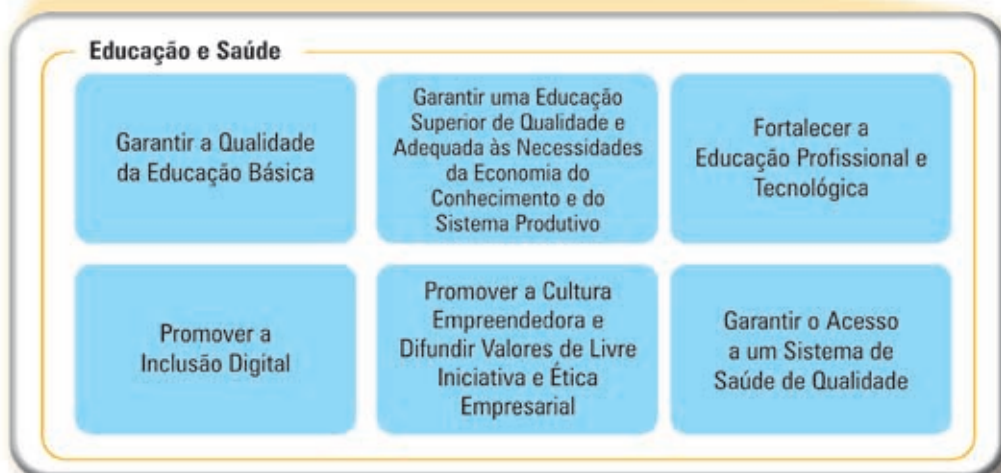 Educação e Saúde
Garantir a Qualidade
da Educação Básica
Garantir uma Educação
Superior de Qualidade e
Adequada às Necessidades
da Economia do
Conhecimento e do
Sistema Produtivo
Fortalecer a
Educação Profissional e
Tecnológica
Promover a
Inclusão Digital
Promover a Cultura
Empreendedora e
Difundir Valores de Livre
Iniciativa e Ética
Empresarial
Garantir o Acesso
a um Sistema de
Saúde de Qualidade